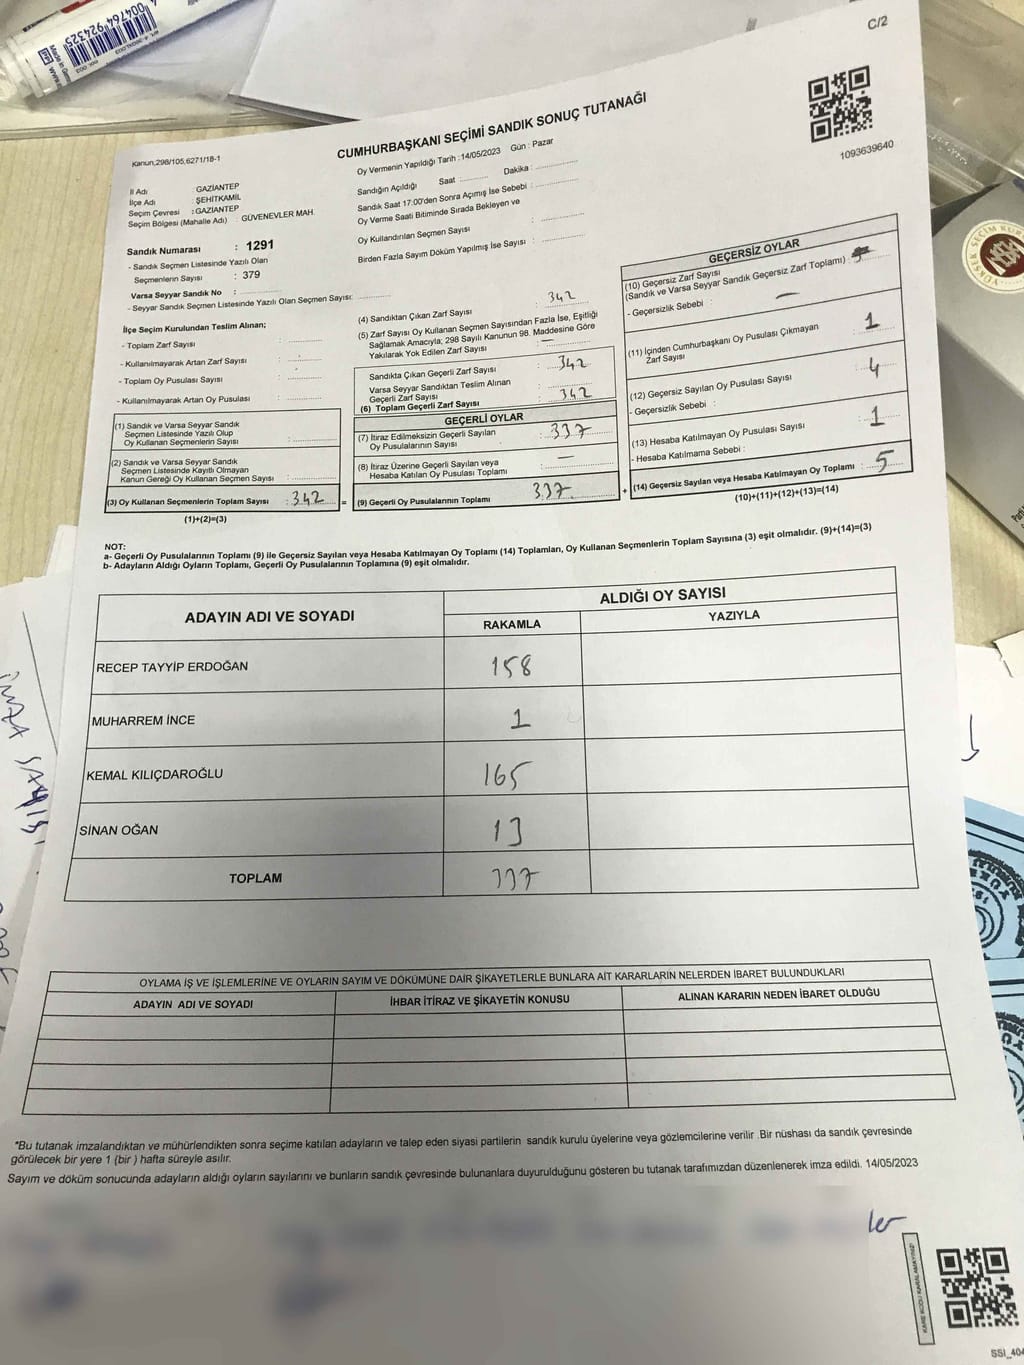 C/2
004764 924325
Made in Ger
Kanun,298/105,6271/18-1
CUMHURBAŞKANI SEÇİMİ SANDIK SONUÇ TUTANAĞI
1093639640
İl Adı : GAZİANTEP
İlçe Adı : ŞEHİTKAMİL
Seçim Çevresi : GAZİANTEP
Seçim Bölgesi (Mahalle Adı) : GÜVENEVLER MAH.
Sandık Numarası : 1291
- Sandık Seçmen Listesinde Yazılı Olan
Seçmenlerin Sayısı : 379
Varsa Seyyar Sandık No :
- Seyyar Sandık Seçmen Listesinde Yazılı Olan Seçmen Sayısı:
İlçe Seçim Kurulundan Teslim Alınan;
- Toplam Zarf Sayısı :
- Kullanılmayarak Artan Zarf Sayısı :
- Toplam Oy Pusulası Sayısı :
- Kullanılmayarak Artan Oy Pusulası :
(1) Sandık ve Varsa Seyyar Sandık
Seçmen Listesinde Yazılı Olup
Oy Kullanan Seçmenlerin Sayısı :
(2) Sandık ve Varsa Seyyar Sandık
Seçmen Listesinde Kayıtlı Olmayan
Kanun Gereği Oy Kullanan Seçmen Sayısı :
(3) Oy Kullanan Seçmenlerin Toplam Sayısı : 342 =
(1)+(2)=(3)
Oy Vermenin Yapıldığı Tarih : 14/05/2023 Gün : Pazar
Sandığın Açıldığı Saat : Dakika :
Sandık Saat 17.00'den Sonra Açımış İse Sebebi :
Oy Verme Saati Bitiminde Sırada Bekleyen ve
Oy Kullandırılan Seçmen Sayısı :
Birden Fazla Sayım Döküm Yapılmış İse Sayısı :
(4) Sandıktan Çıkan Zarf Sayısı : 342
(5) Zarf Sayısı Oy Kullanan Seçmen Sayısından Fazla İse, Eşitliği
Sağlamak Amacıyla; 298 Sayılı Kanunun 98. Maddesine Göre
Yakılarak Yok Edilen Zarf Sayısı : —
Sandıkta Çıkan Geçerli Zarf Sayısı : 342
Varsa Seyyar Sandıktan Teslim Alınan
Geçerli Zarf Sayısı :
(6) Toplam Geçerli Zarf Sayısı : 342
GEÇERLİ OYLAR
(7) İtiraz Edilmeksizin Geçerli Sayılan
Oy Pusulalarının Sayısı : 337
(8) İtiraz Üzerine Geçerli Sayılan veya
Hesaba Katılan Oy Pusulası Toplamı : —
(9) Geçerli Oy Pusulalarının Toplamı 337 +
GEÇERSİZ OYLAR
(10) Geçersiz Zarf Sayısı
(Sandık ve Varsa Seyyar Sandık Geçersiz Zarf Toplamı) :
- Geçersizlik Sebebi : —
(11) İçinden Cumhurbaşkanı Oy Pusulası Çıkmayan
Zarf Sayısı : 1
(12) Geçersiz Sayılan Oy Pusulası Sayısı : 4
- Geçersizlik Sebebi :
(13) Hesaba Katılmayan Oy Pusulası Sayısı : 1
- Hesaba Katılmama Sebebi :
(14) Geçersiz Sayılan veya Hesaba Katılmayan Oy Toplamı : 5
(10)+(11)+(12)+(13)=(14)
NOT:
a- Geçerli Oy Pusulalarının Toplamı (9) ile Geçersiz Sayılan veya Hesaba Katılmayan Oy Toplamı (14) Toplamları, Oy Kullanan Seçmenlerin Toplam Sayısına (3) eşit olmalıdır. (9)+(14)=(3)
b- Adayların Aldığı Oyların Toplamı, Geçerli Oy Pusulalarının Toplamına (9) eşit olmalıdır.
ADAYIN ADI VE SOYADI
ALDIĞI OY SAYISI
RAKAMLA YAZIYLA
RECEP TAYYİP ERDOĞAN 158
MUHARREM İNCE 1
KEMAL KILIÇDAROĞLU 165
SİNAN OĞAN 13
TOPLAM 337
OYLAMA İŞ VE İŞLEMLERİNE VE OYLARIN SAYIM VE DÖKÜMÜNE DAİR ŞİKAYETLERLE BUNLARA AİT KARARLARIN NELERDEN İBARET BULUNDUKLARI
ADAYIN ADI VE SOYADI İHBAR İTİRAZ VE ŞİKAYETİN KONUSU ALINAN KARARIN NEDEN İBARET OLDUĞU
*Bu tutanak imzalandıktan ve mühürlendikten sonra seçime katılan adayların ve talep eden siyasi partilerin sandık kurulu üyelerine veya gözlemcilerine verilir .Bir nüshası da sandık çevresinde
görülecek bir yere 1 (bir ) hafta süreyle asılır.
Sayım ve döküm sonucunda adayların aldığı oyların sayılarını ve bunların sandık çevresinde bulunanlara duyurulduğunu gösteren bu tutanak tarafımızdan düzenlenerek imza edildi. 14/05/2023
ler
KARE KODU KARALAMAYINIZ!
SSI_404